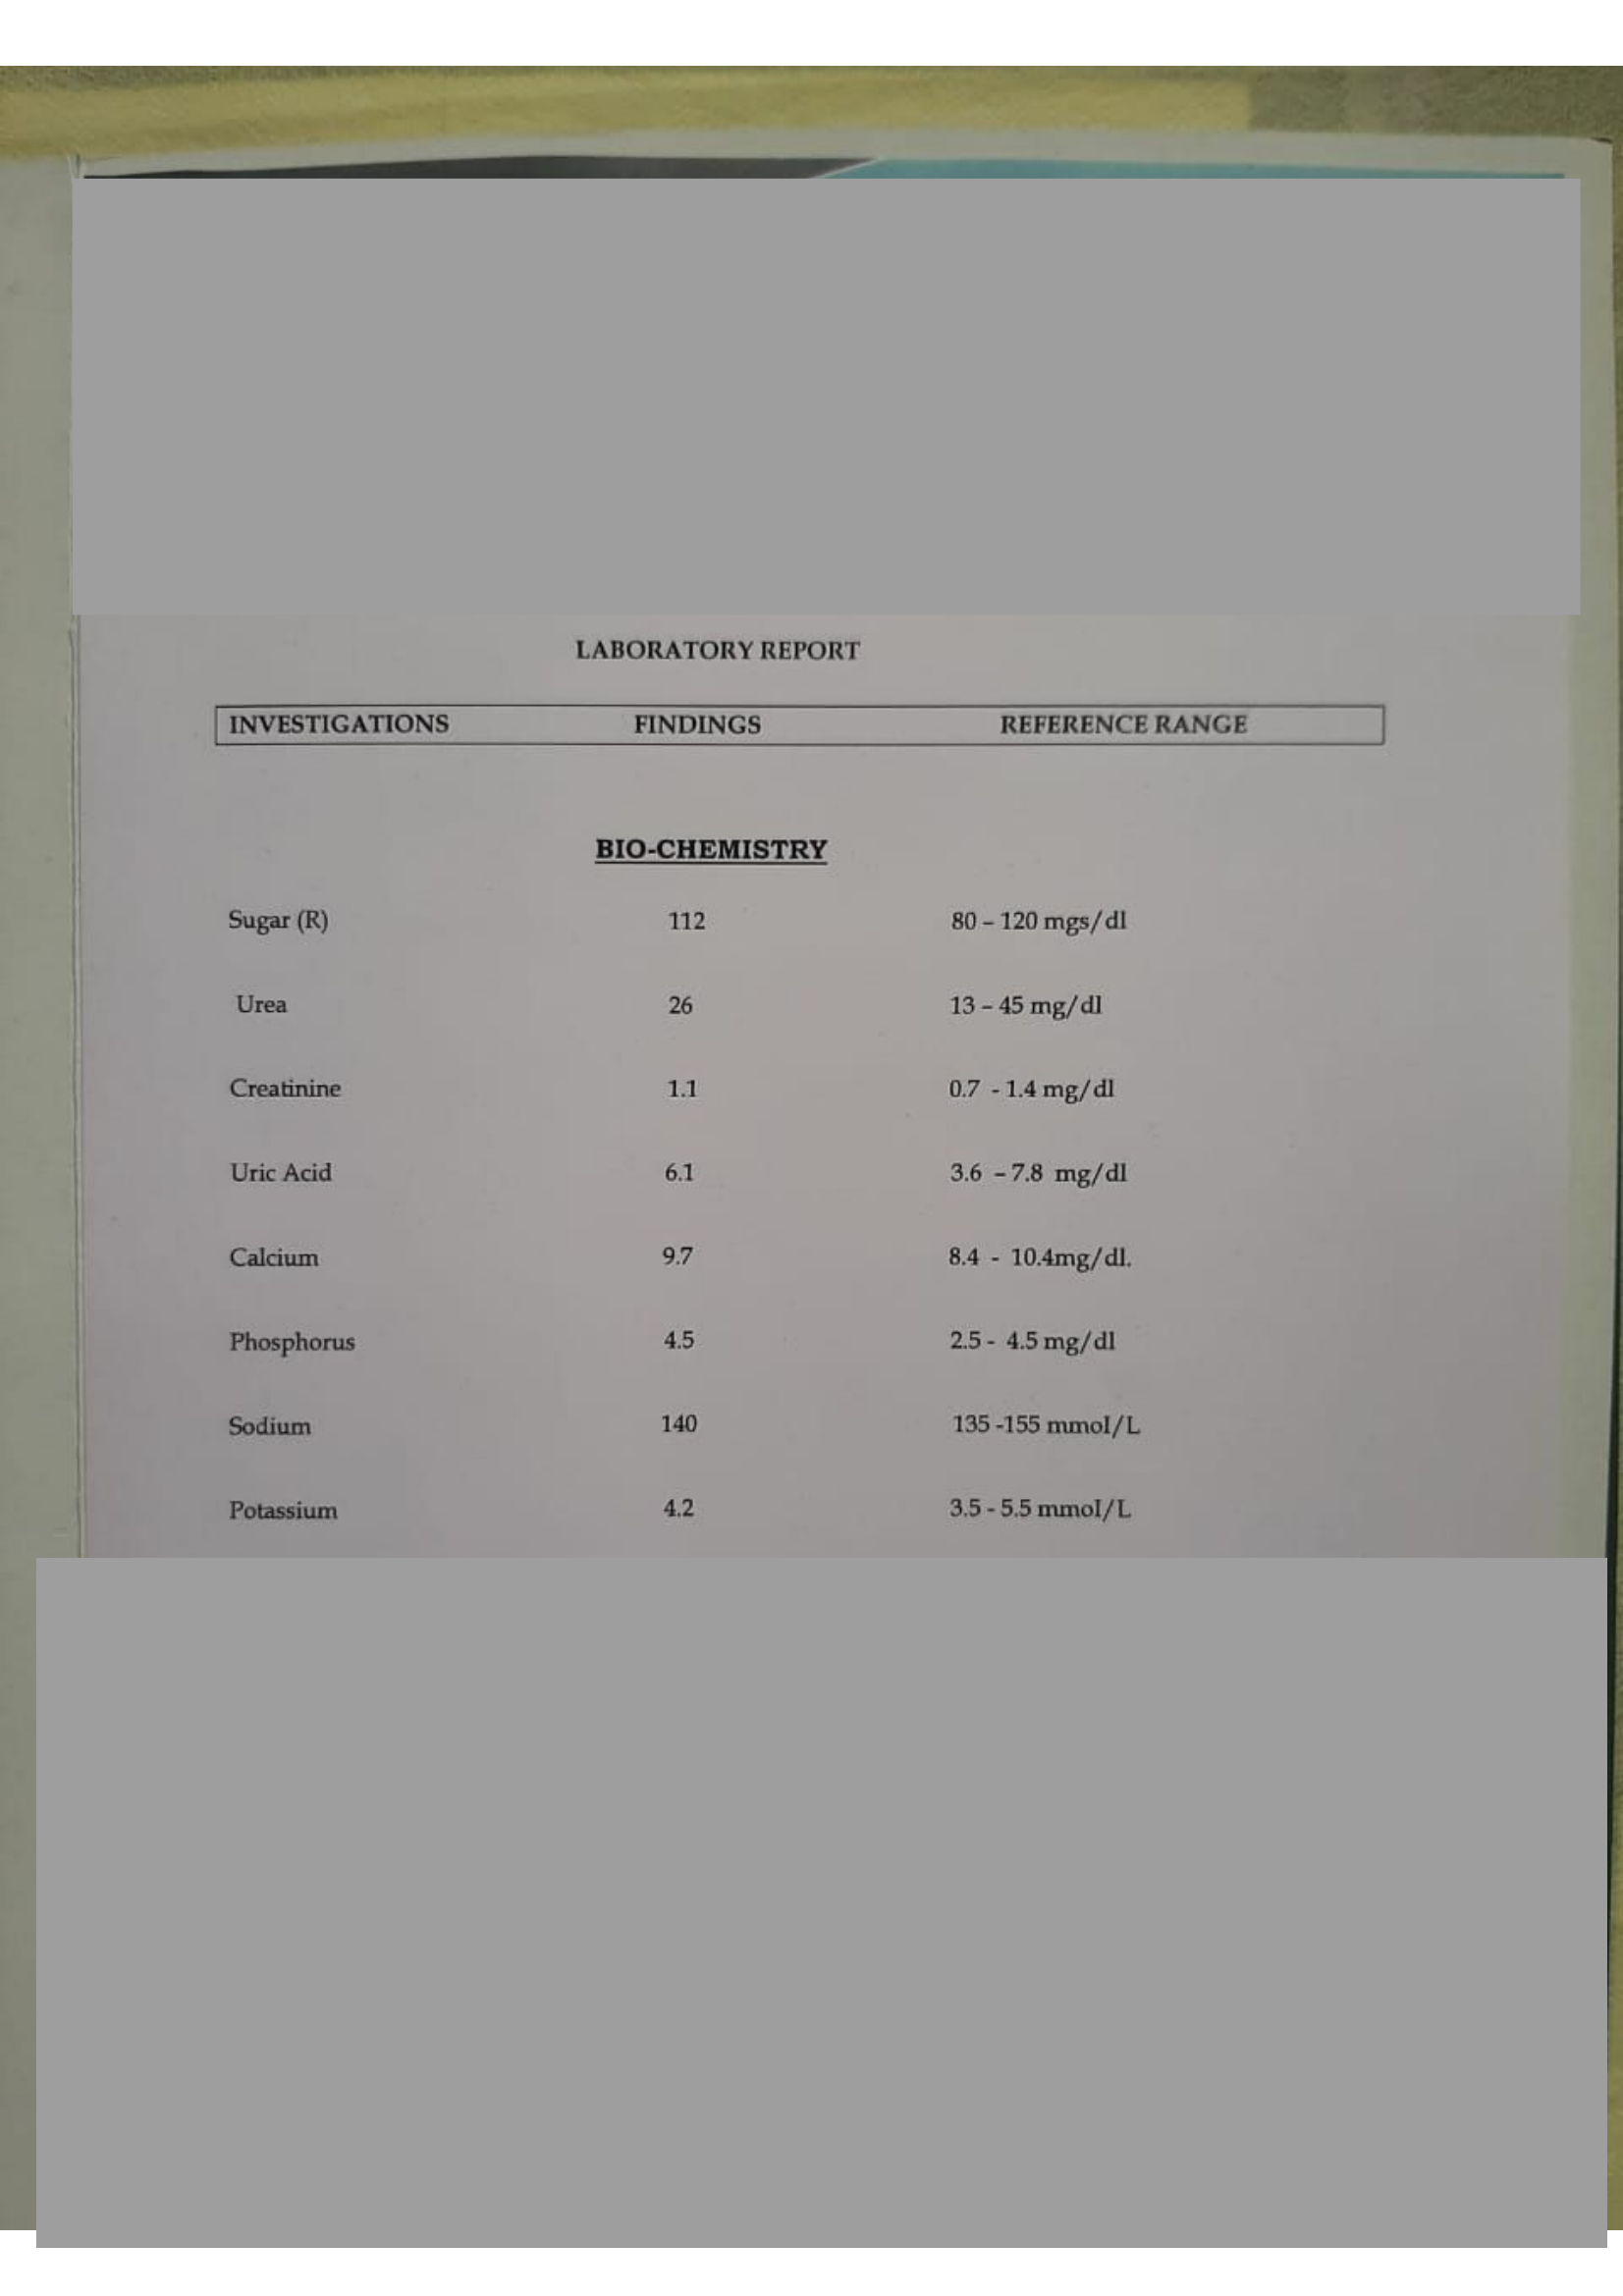 LABORATORY REPORT
INVESTIGATIONS FINDINGS REFERENCE RANGE
BIO-CHEMISTRY
Sugar (R) 112 80 – 120 mgs/dl
Urea 26 13 – 45 mg/dl
Creatinine 1.1 0.7 - 1.4 mg/dl
Uric Acid 6.1 3.6 – 7.8 mg/dl
Calcium 9.7 8.4 - 10.4mg/dl.
Phosphorus 4.5 2.5 - 4.5 mg/dl
Sodium 140 135 -155 mmol/L
Potassium 4.2 3.5 - 5.5 mmol/L